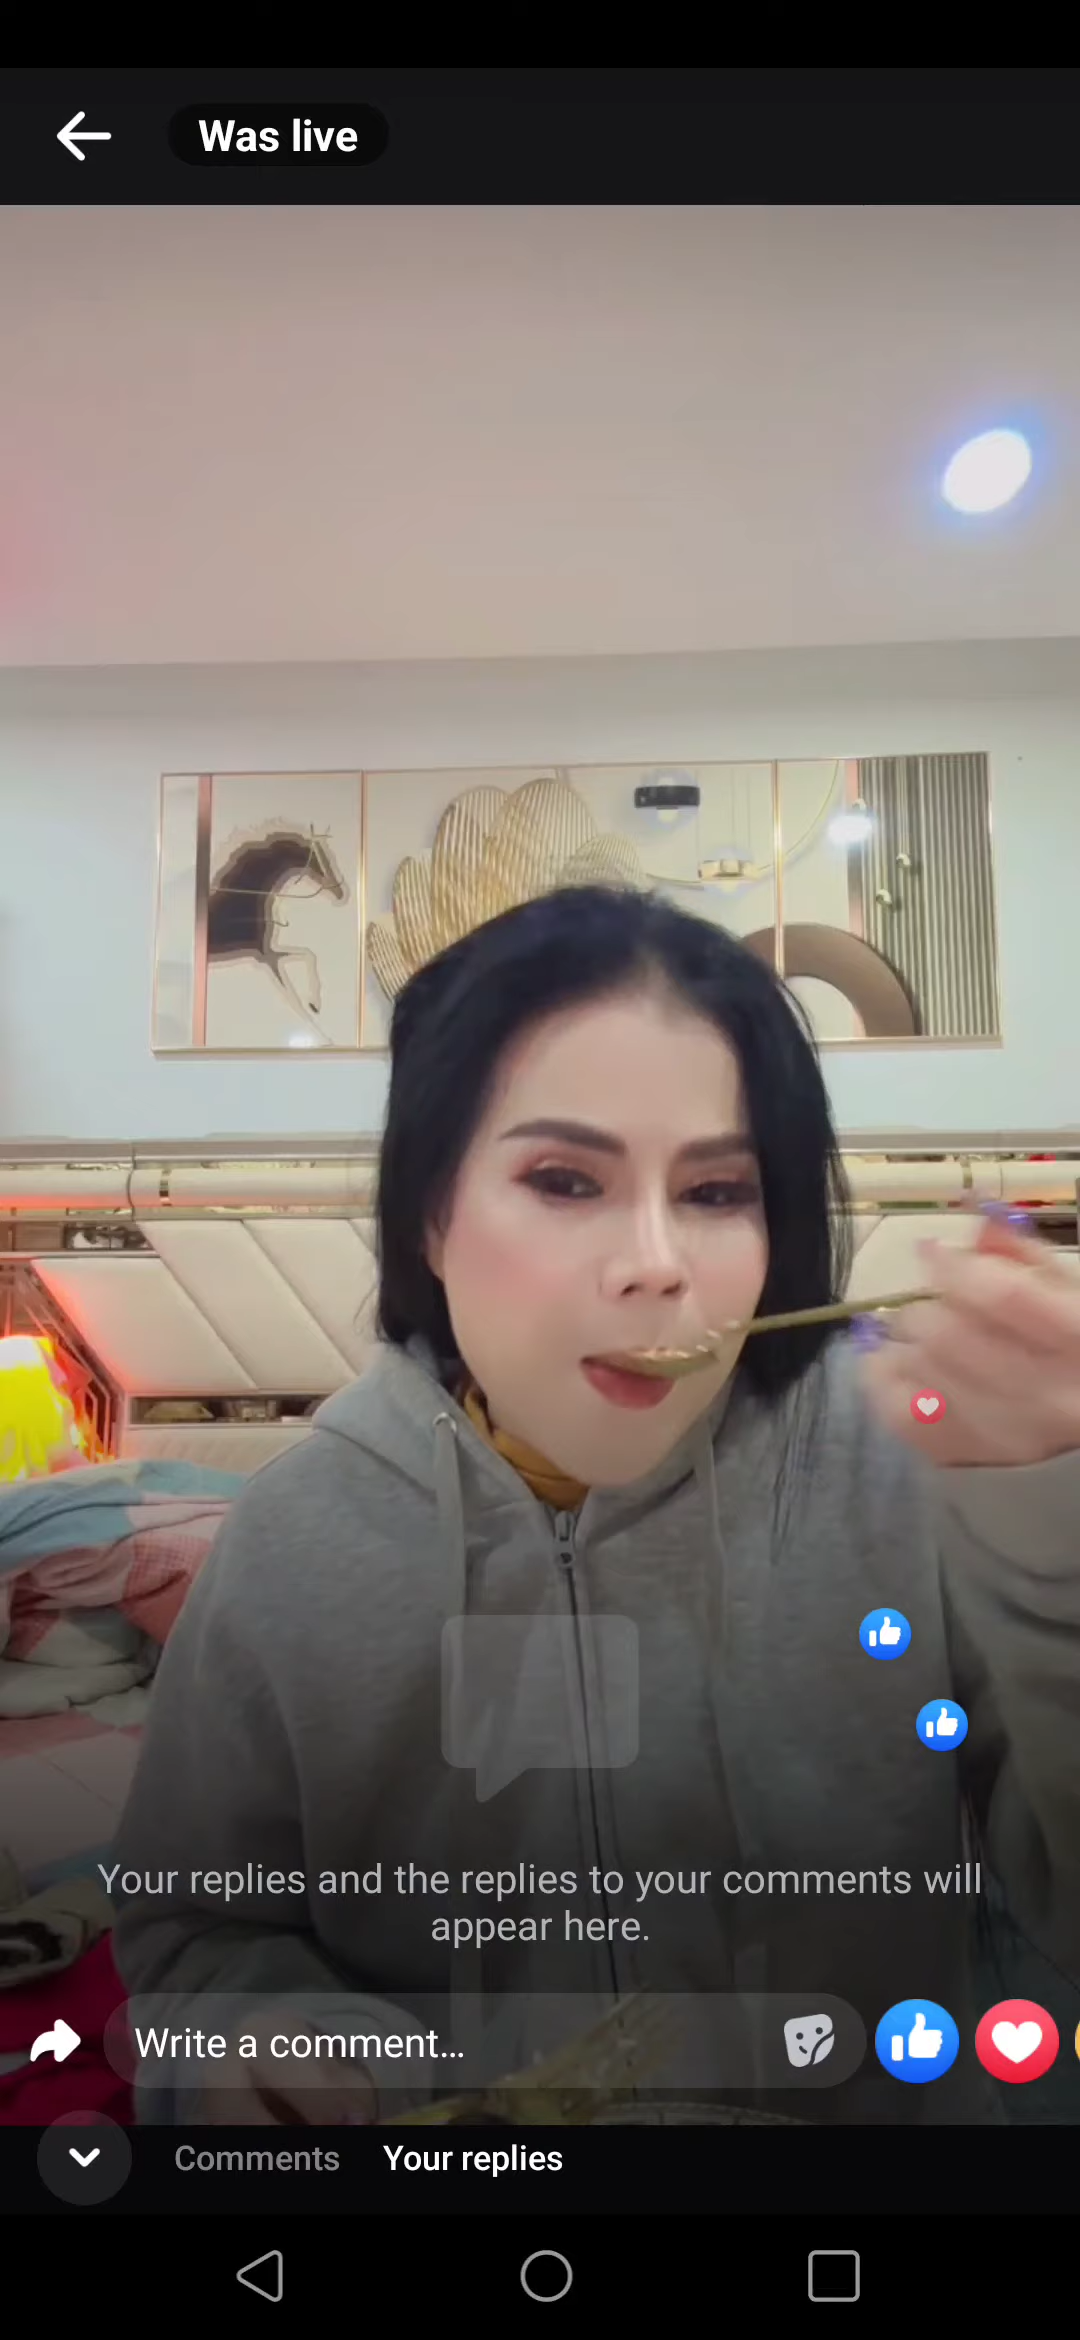 Was live
Your replies and the replies to your comments will
appear here.
Write a comment...
Comments Your replies